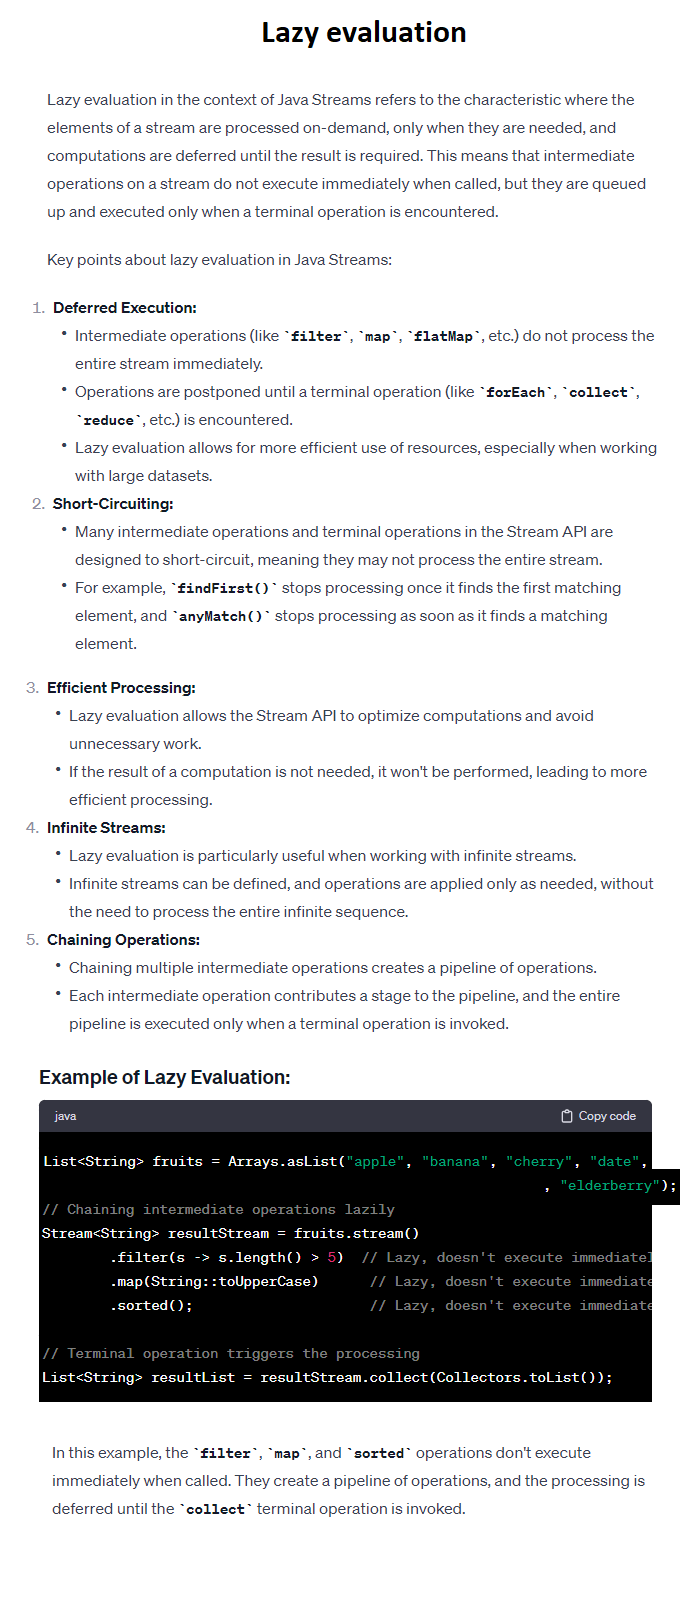 Lazy evaluation
Lazy evaluation in the context of Java Streams refers to the characteristic where the
elements of a stream are processed on-demand, only when they are needed, and
computations are deferred until the result is required. This means that intermediate
operations on a stream do not execute immediately when called, but they are queued
up and executed only when a terminal operation is encountered.
Key points about lazy evaluation in Java Streams:
1. Deferred Execution:
• Intermediate operations (like `filter`, `map`, `flatMap`, etc.) do not process the
entire stream immediately.
• Operations are postponed until a terminal operation (like `forEach`, `collect`,
`reduce`, etc.) is encountered.
• Lazy evaluation allows for more efficient use of resources, especially when working
with large datasets.
2. Short-Circuiting:
• Many intermediate operations and terminal operations in the Stream API are
designed to short-circuit, meaning they may not process the entire stream.
• For example, `findFirst()` stops processing once it finds the first matching
element, and `anyMatch()` stops processing as soon as it finds a matching
element.
3. Efficient Processing:
• Lazy evaluation allows the Stream API to optimize computations and avoid
unnecessary work.
• If the result of a computation is not needed, it won't be performed, leading to more
efficient processing.
4. Infinite Streams:
• Lazy evaluation is particularly useful when working with infinite streams.
• Infinite streams can be defined, and operations are applied only as needed, without
the need to process the entire infinite sequence.
5. Chaining Operations:
• Chaining multiple intermediate operations creates a pipeline of operations.
• Each intermediate operation contributes a stage to the pipeline, and the entire
pipeline is executed only when a terminal operation is invoked.
Example of Lazy Evaluation:
java Copy code
List<String> fruits = Arrays.asList("apple", "banana", "cherry", "date",
, "elderberry");
// Chaining intermediate operations lazily
Stream<String> resultStream = fruits.stream()
.filter(s -> s.length() > 5) // Lazy, doesn't execute immediatel
.map(String::toUpperCase) // Lazy, doesn't execute immediate
.sorted(); // Lazy, doesn't execute immediate
// Terminal operation triggers the processing
List<String> resultList = resultStream.collect(Collectors.toList());
In this example, the `filter`, `map`, and `sorted` operations don't execute
immediately when called. They create a pipeline of operations, and the processing is
deferred until the `collect` terminal operation is invoked.